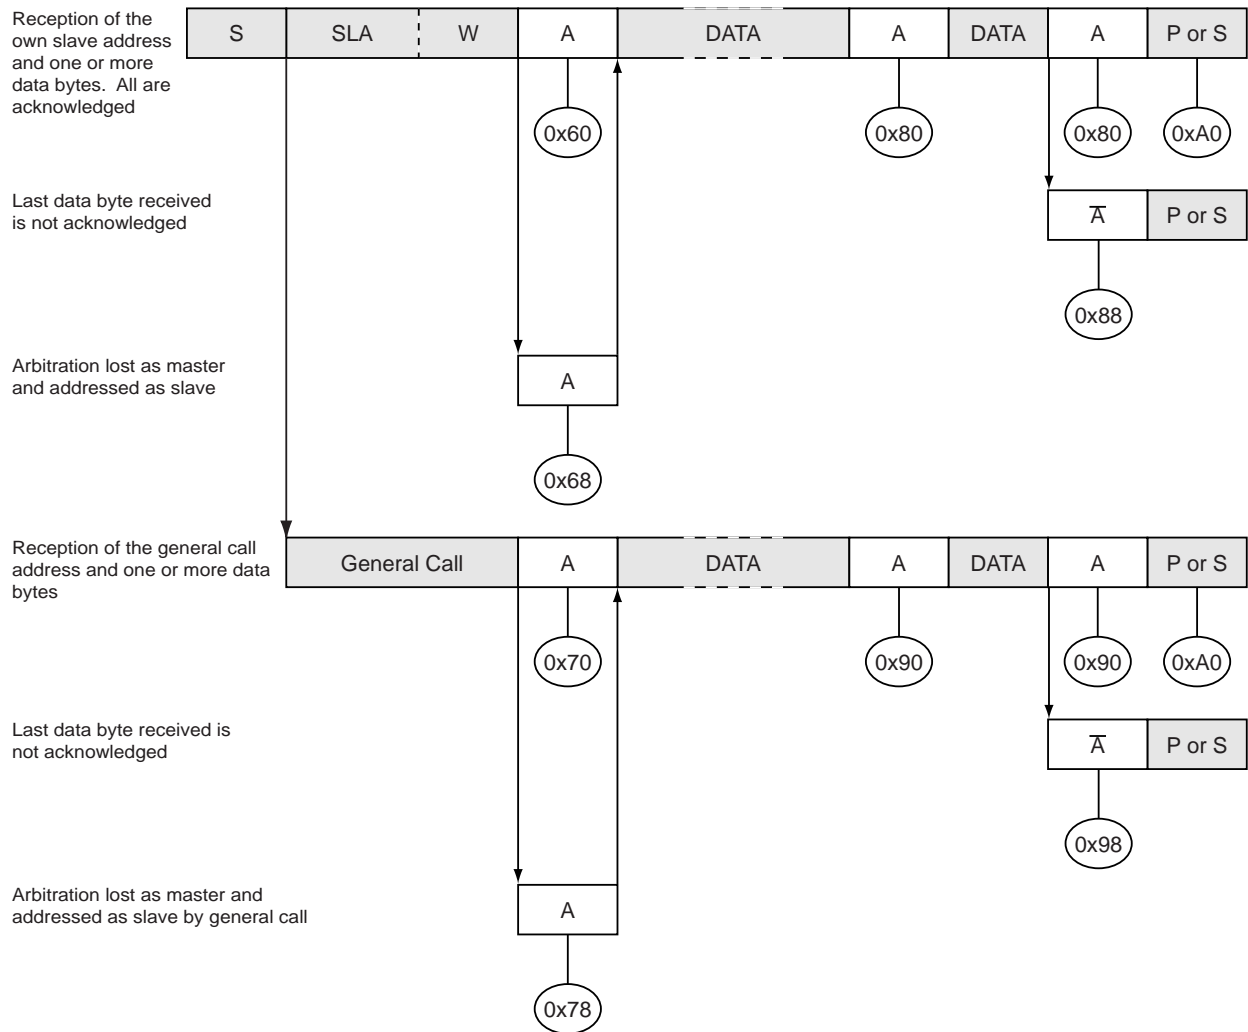 Reception of the
own slave address
and one or more
data bytes.  All are
acknowledged
S SLA W A DATA A DATA A P or S
0x60 0x80 0x80 0xA0
Last data byte received
is not acknowledged
A̅ P or S
0x88
Arbitration lost as master
and addressed as slave
A
0x68
Reception of the general call
address and one or more data
bytes
General Call A DATA A DATA A P or S
0x70 0x90 0x90 0xA0
Last data byte received is
not acknowledged
A̅ P or S
0x98
Arbitration lost as master and
addressed as slave by general call
A
0x78